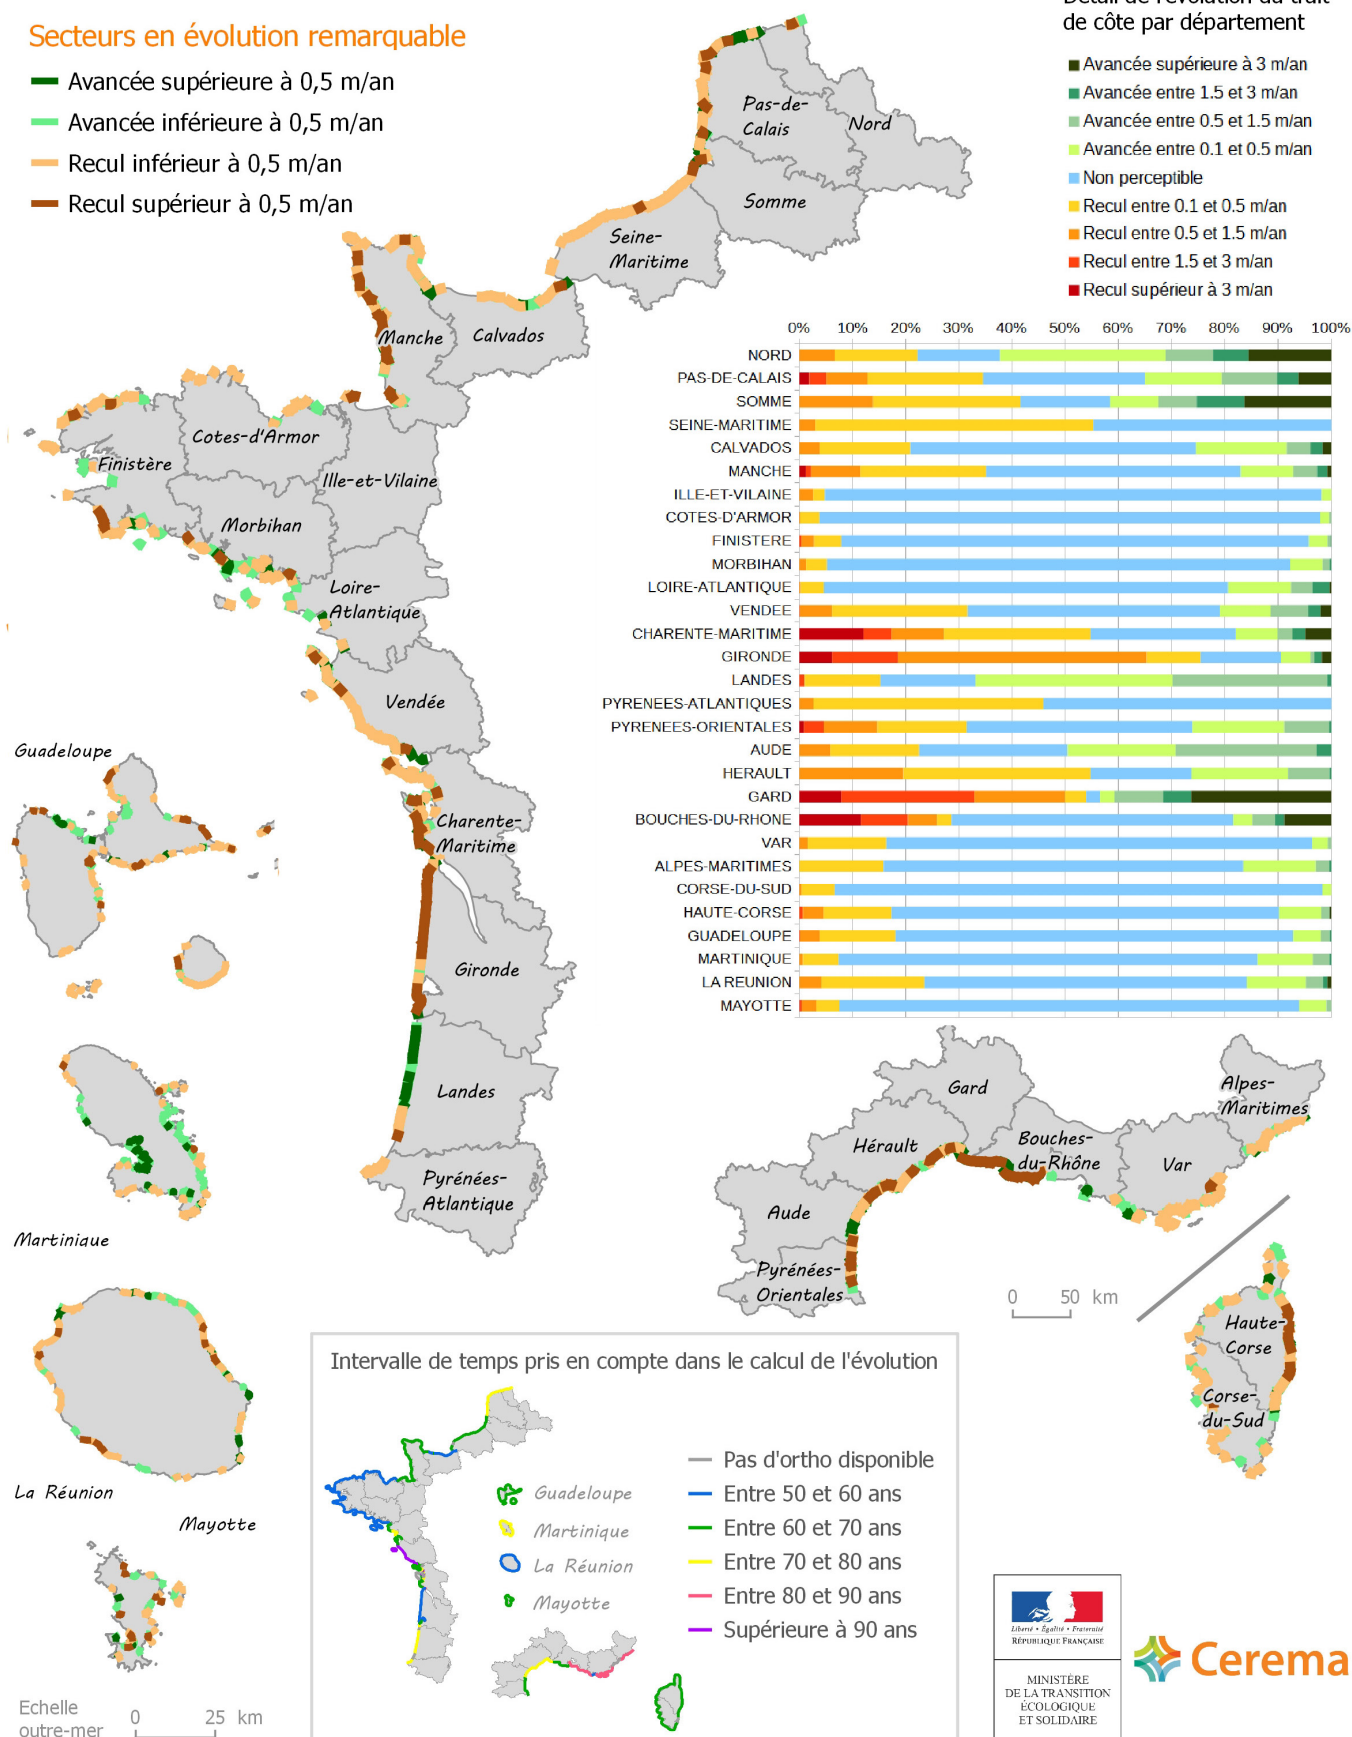 Secteurs en évolution remarquable
Avancée supérieure à 0,5 m/an
Avancée inférieure à 0,5 m/an
Recul inférieur à 0,5 m/an
Recul supérieur à 0,5 m/an
Détail de l'évolution du trait
de côte par département
Avancée supérieure à 3 m/an
Avancée entre 1.5 et 3 m/an
Avancée entre 0.5 et 1.5 m/an
Avancée entre 0.1 et 0.5 m/an
Non perceptible
Recul entre 0.1 et 0.5 m/an
Recul entre 0.5 et 1.5 m/an
Recul entre 1.5 et 3 m/an
Recul supérieur à 3 m/an
Pas-de-
Calais
Nord
Somme
Seine-
Maritime
Manche
Calvados
Cotes-d'Armor
Finistère
Ille-et-Vilaine
Morbihan
Loire-
Atlantique
Vendée
Charente-
Maritime
Gironde
Landes
Pyrénées-
Atlantique
0% 10% 20% 30% 40% 50% 60% 70% 80% 90% 100%
NORD
PAS-DE-CALAIS
SOMME
SEINE-MARITIME
CALVADOS
MANCHE
ILLE-ET-VILAINE
COTES-D'ARMOR
FINISTERE
MORBIHAN
LOIRE-ATLANTIQUE
VENDEE
CHARENTE-MARITIME
GIRONDE
LANDES
PYRENEES-ATLANTIQUES
PYRENEES-ORIENTALES
AUDE
HERAULT
GARD
BOUCHES-DU-RHONE
VAR
ALPES-MARITIMES
CORSE-DU-SUD
HAUTE-CORSE
GUADELOUPE
MARTINIQUE
LA REUNION
MAYOTTE
Guadeloupe
Martinique
La Réunion
Mayotte
Echelle
outre-mer
0 25 km
Gard
Hérault
Bouches-
du-Rhône
Var
Alpes-
Maritimes
Aude
Pyrénées-
Orientales
0 50 km
Haute-
Corse
Corse-
du-Sud
Intervalle de temps pris en compte dans le calcul de l'évolution
Guadeloupe
Martinique
La Réunion
Mayotte
Pas d'ortho disponible
Entre 50 et 60 ans
Entre 60 et 70 ans
Entre 70 et 80 ans
Entre 80 et 90 ans
Supérieure à 90 ans
Liberté • Égalité • Fraternité
RÉPUBLIQUE FRANÇAISE
MINISTÈRE
DE LA TRANSITION
ÉCOLOGIQUE
ET SOLIDAIRE
Cerema